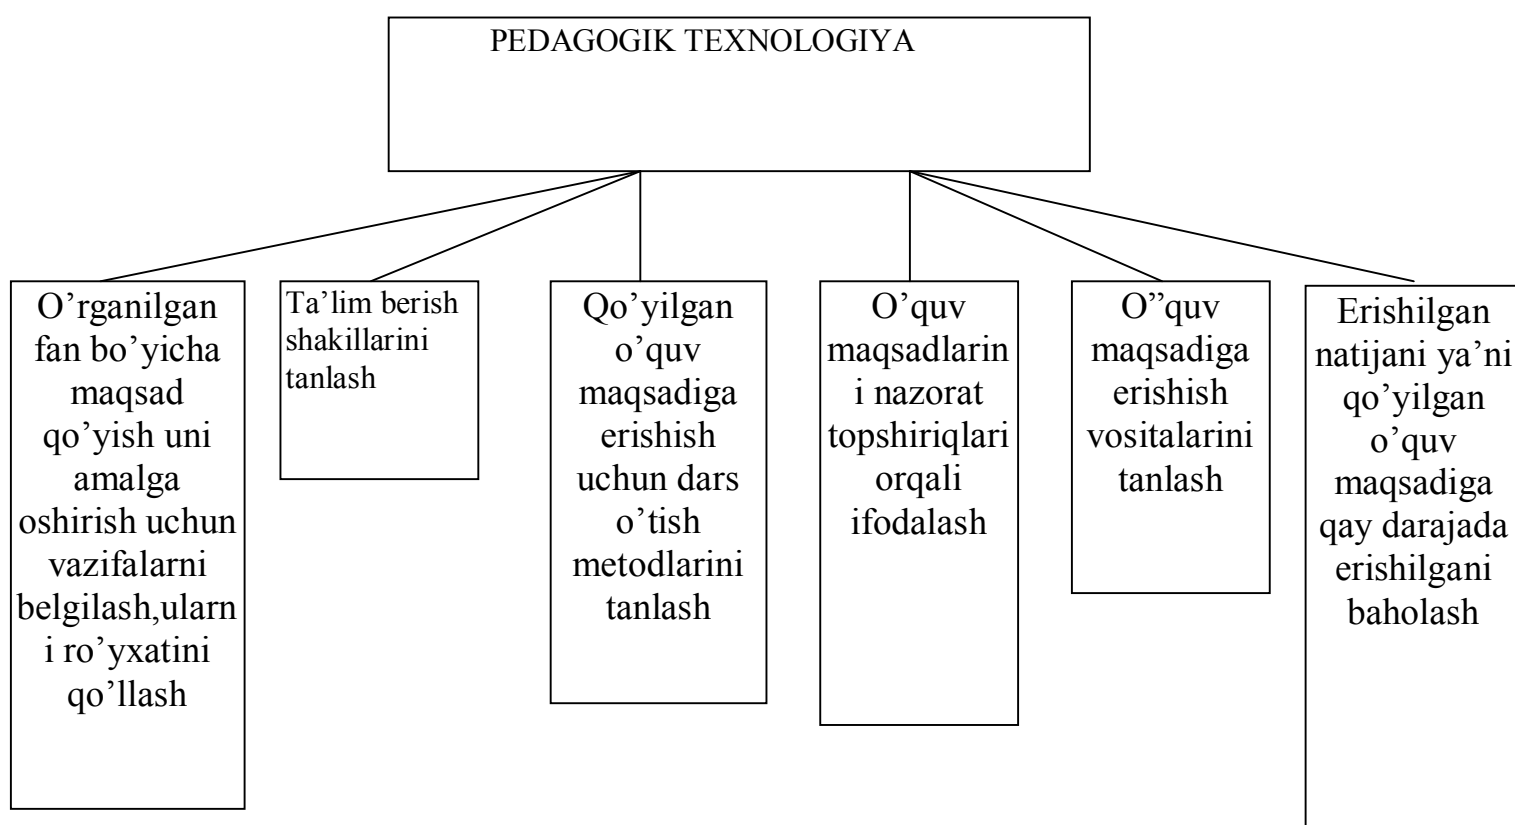 PEDAGOGIK TEXNOLOGIYA
O’rganilgan
fan bo’yicha
maqsad
qo’yish uni
amalga
oshirish uchun
vazifalarni
belgilash,ularn
i ro’yxatini
qo’llash
Ta’lim berish
shakillarini
tanlash
Qo’yilgan
o’quv
maqsadiga
erishish
uchun dars
o’tish
metodlarini
tanlash
O’quv
maqsadlarin
i nazorat
topshiriqlari
orqali
ifodalash
O”quv
maqsadiga
erishish
vositalarini
tanlash
Erishilgan
natijani ya’ni
qo’yilgan
o’quv
maqsadiga
qay darajada
erishilgani
baholash